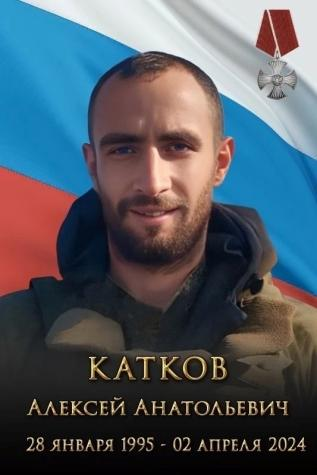 КАТКОВ
Алексей Анатольевич
28 января 1995 - 02 апреля 2024